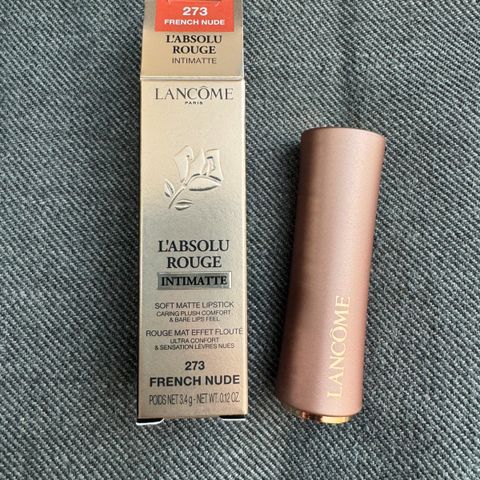 273
FRENCH NUDE
L'ABSOLU
ROUGE
INTIMATTE
LANCÔME
PARIS
L'ABSOLU
ROUGE
INTIMATTE
SOFT MATTE LIPSTICK
CARING PLUSH COMFORT
& BARE LIPS FEEL
ROUGE MAT EFFET FLOUTÉ
ULTRA CONFORT
& SENSATION LÈVRES NUES
273
FRENCH NUDE
POIDS NET 3.4 g - NET WT. 0.12 OZ.
LANCÔME